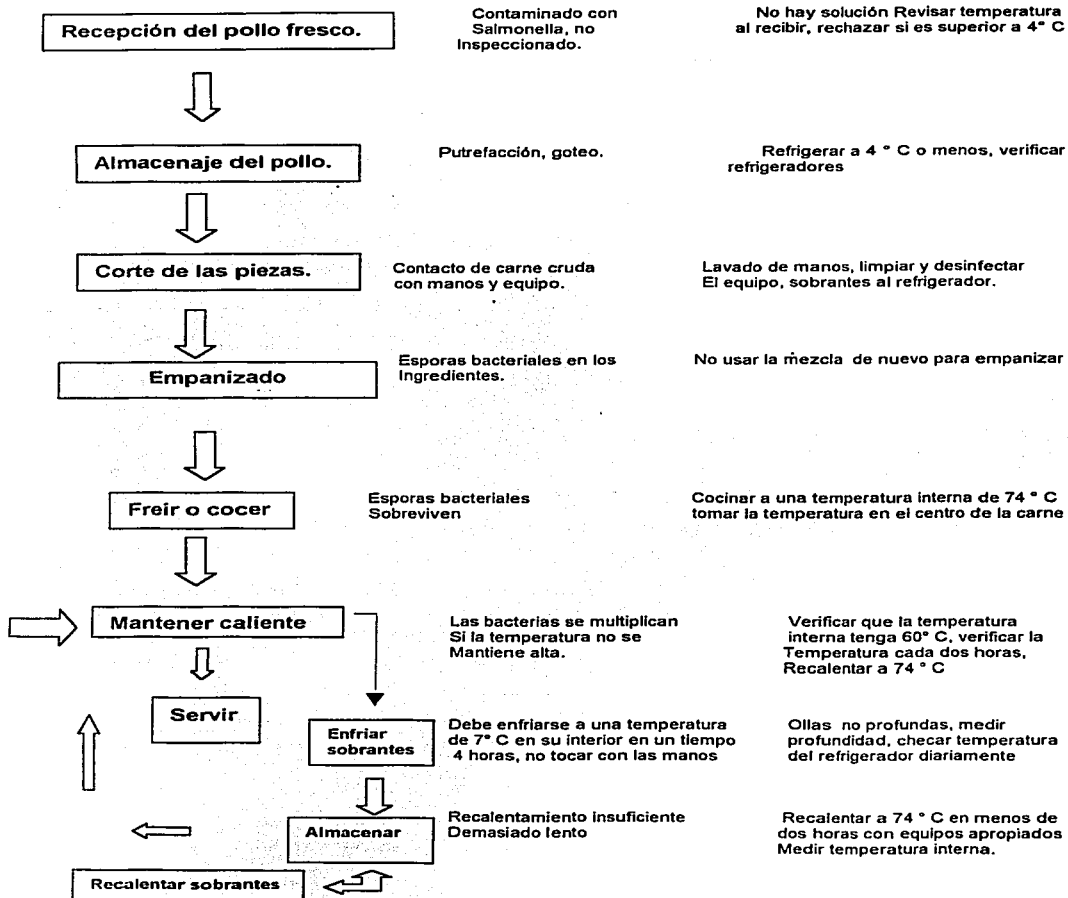 Recepción del pollo fresco.
Contaminado con
Salmonella, no
Inspeccionado.
No hay solución Revisar temperatura
al recibir, rechazar si es superior a 4° C
Almacenaje del pollo.
Putrefacción, goteo.
Refrigerar a 4 ° C o menos, verificar
refrigeradores
Corte de las piezas.
Contacto de carne cruda
con manos y equipo.
Lavado de manos, limpiar y desinfectar
El equipo, sobrantes al refrigerador.
Empanizado
Esporas bacteriales en los
Ingredientes.
No usar la mezcla de nuevo para empanizar
Freír o cocer
Esporas bacteriales
Sobreviven
Cocinar a una temperatura interna de 74 ° C
tomar la temperatura en el centro de la carne
Mantener caliente
Las bacterias se multiplican
Si la temperatura no se
Mantiene alta.
Verificar que la temperatura
interna tenga 60° C, verificar la
Temperatura cada dos horas,
Recalentar a 74 ° C
Servir
Enfriar
sobrantes
Debe enfriarse a una temperatura
de 7° C en su interior en un tiempo
4 horas, no tocar con las manos
Ollas no profundas, medir
profundidad, checar temperatura
del refrigerador diariamente
Almacenar
Recalentamiento insuficiente
Demasiado lento
Recalentar a 74 ° C en menos de
dos horas con equipos apropiados
Medir temperatura interna.
Recalentar sobrantes